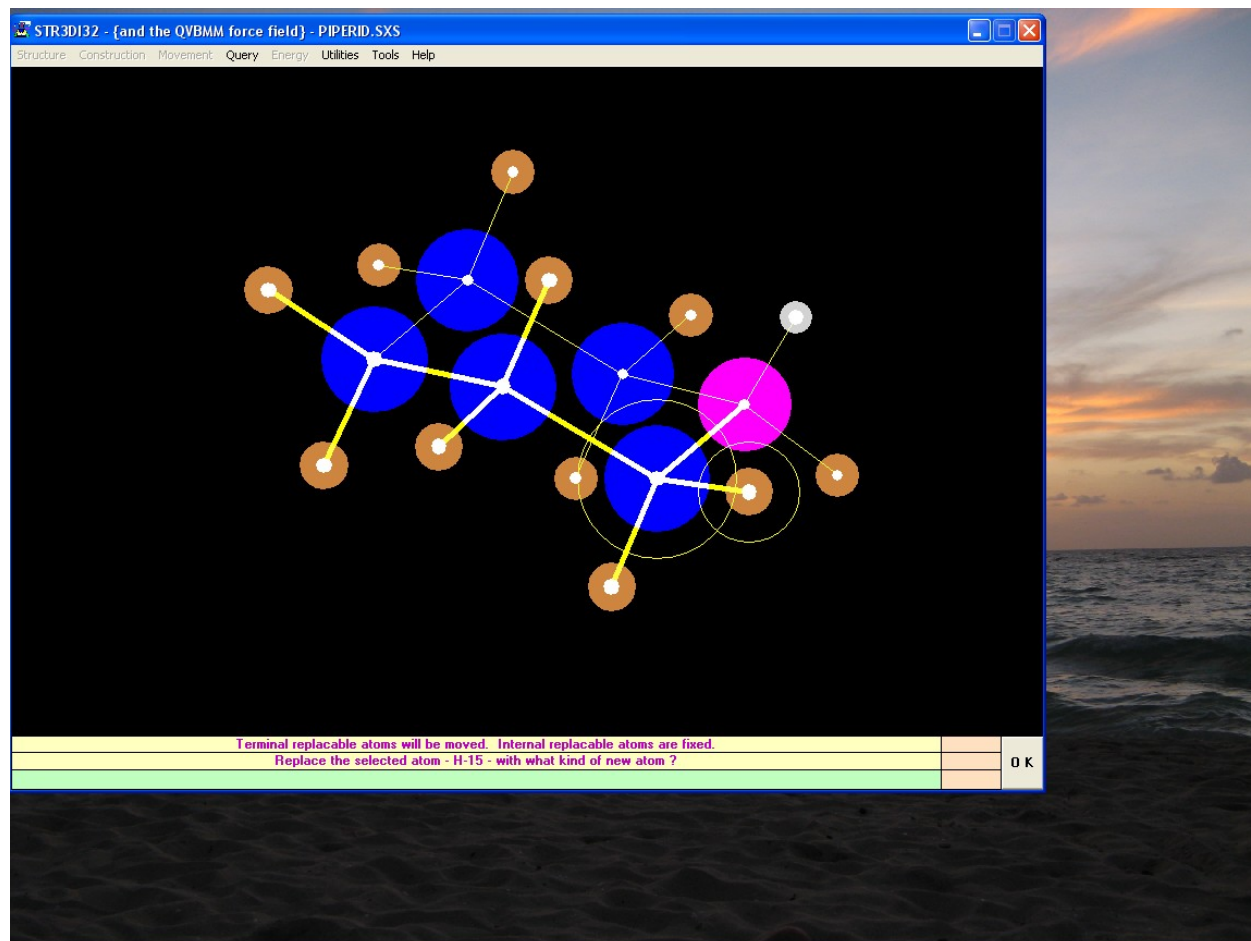 STR3DI32 - {and the QVBMM force field} - PIPERID.SXS
Structure Construction Movement Query Energy Utilities Tools Help
Terminal replacable atoms will be moved. Internal replacable atoms are fixed.
Replace the selected atom - H-15 - with what kind of new atom ?
O K